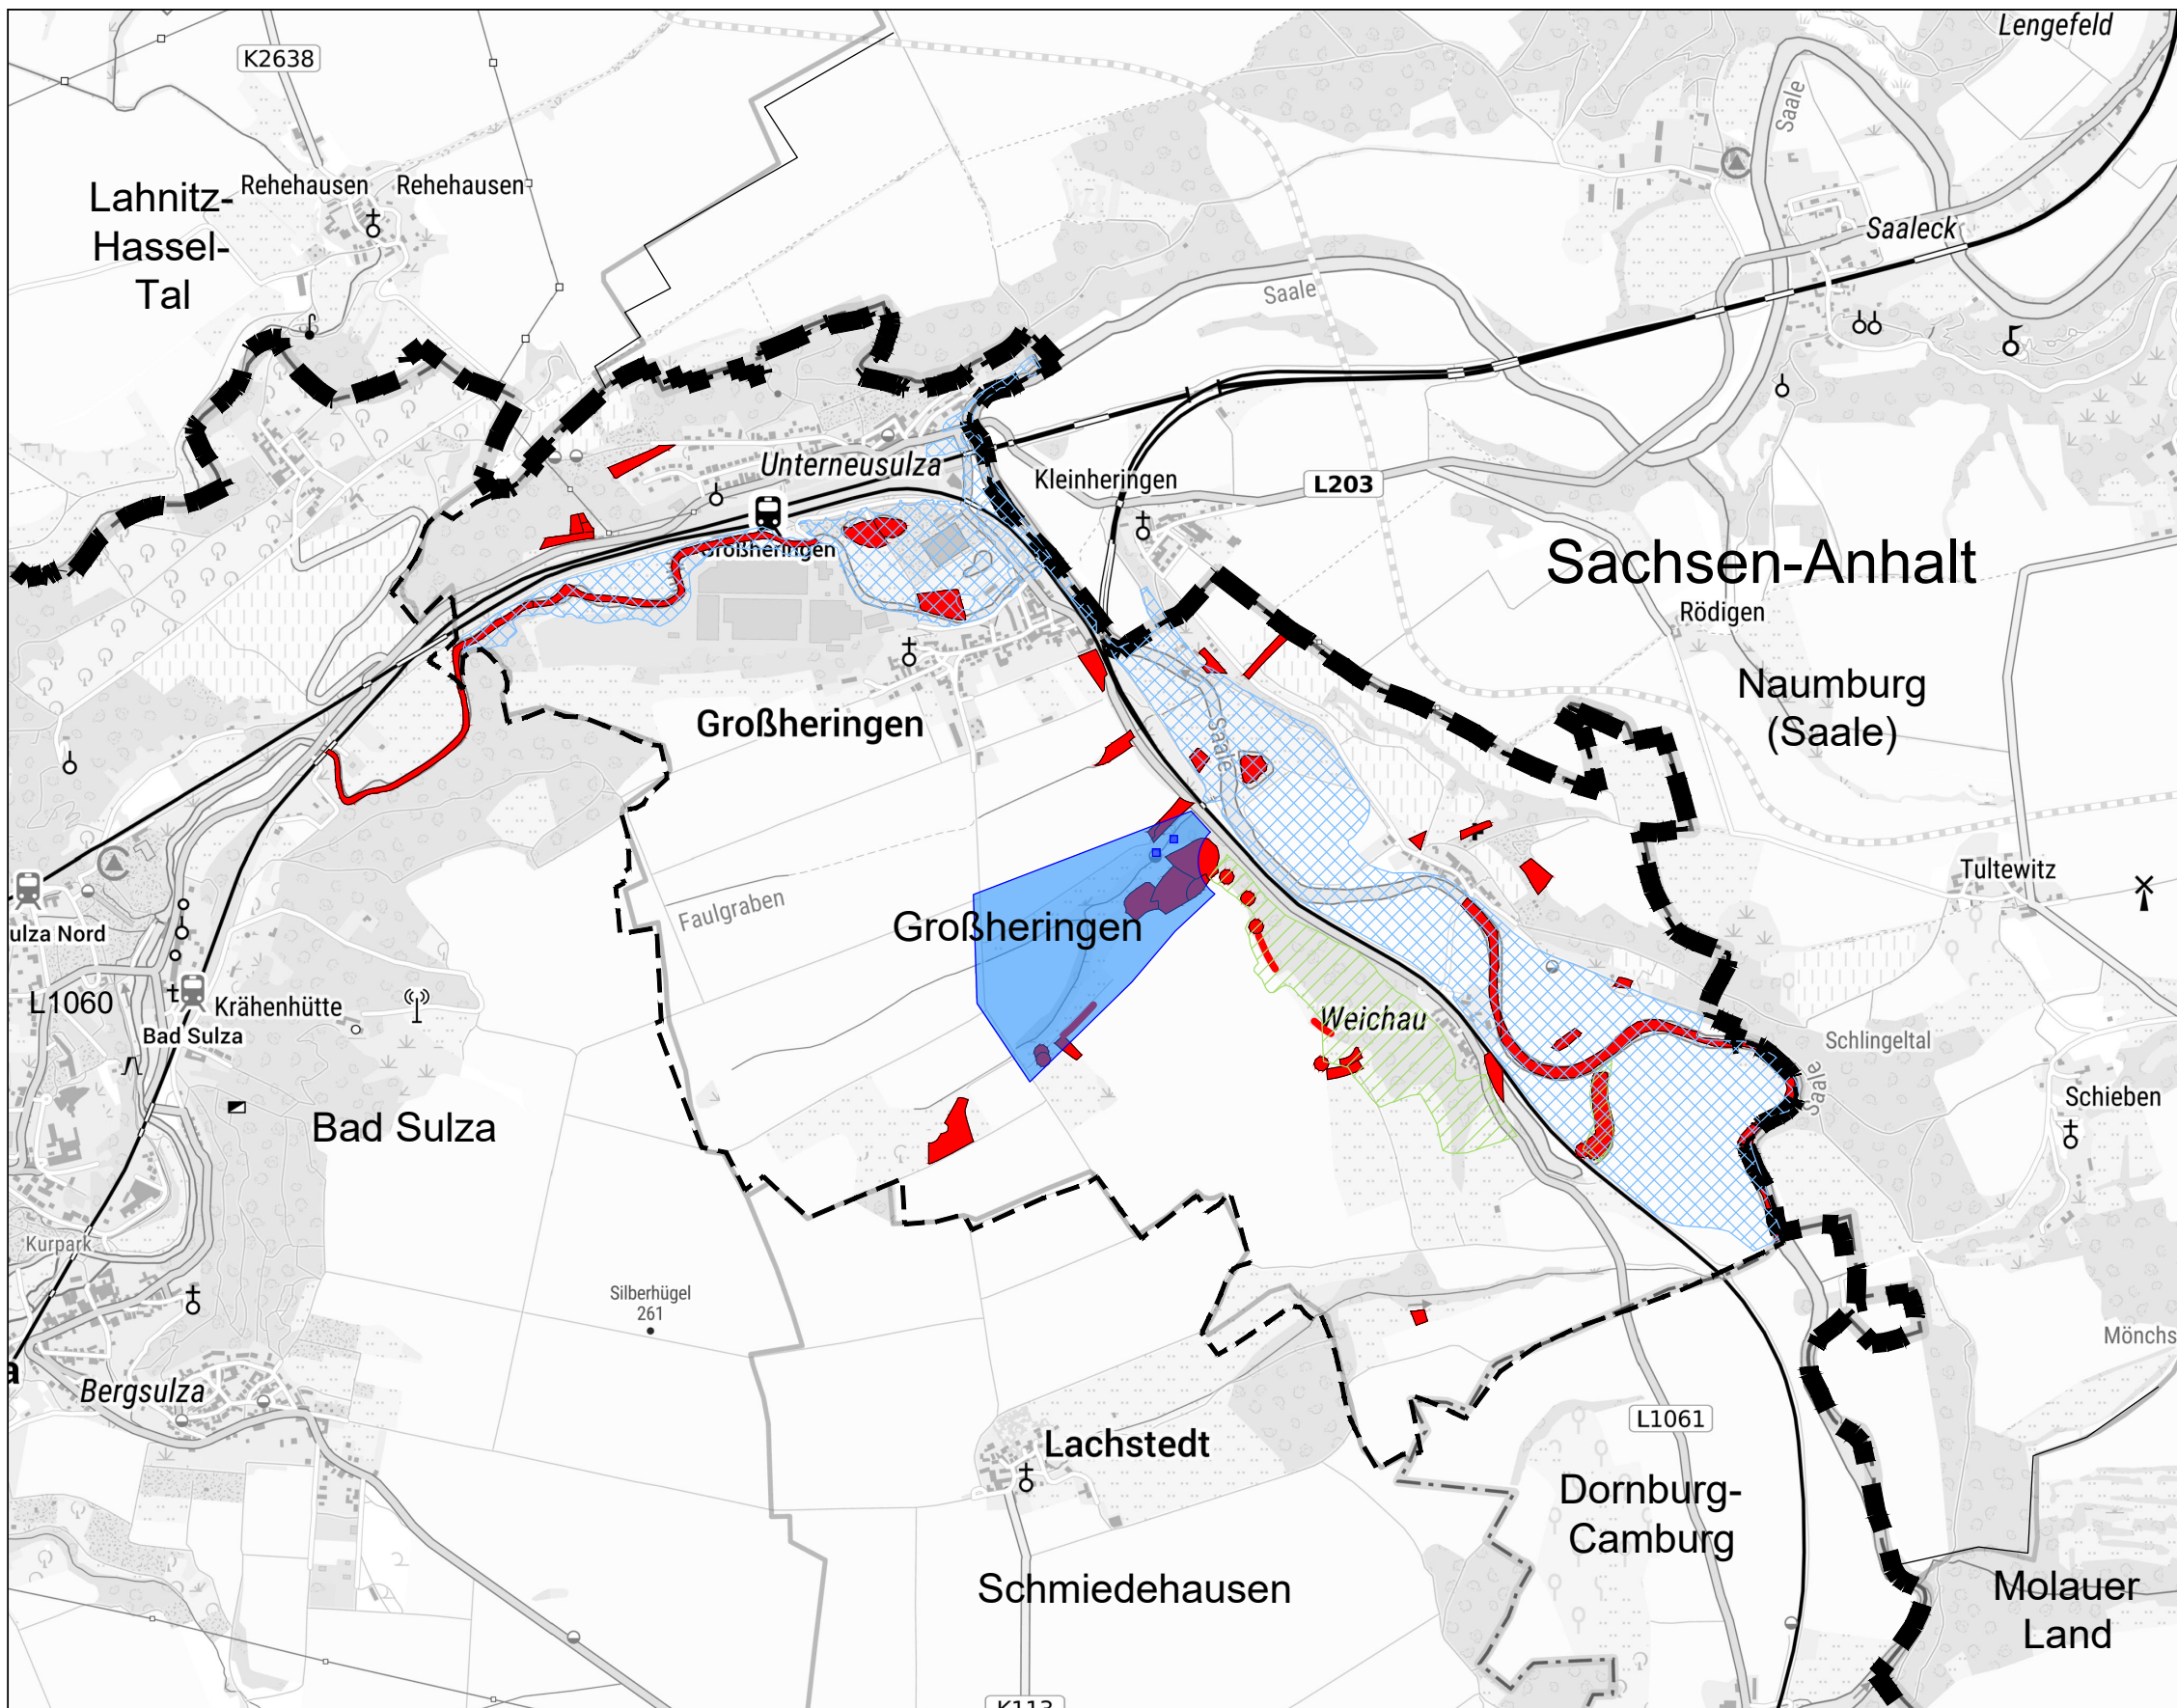 Lengefeld
K2638
Saale
Lahnitz-
Hassel-
Tal
Rehehausen
Rehehausen
Saaleck
Saale
Unterneusulza
Kleinheringen
L203
Großheringen
Sachsen-Anhalt
Rödigen
Naumburg
(Saale)
Großheringen
Saale
Tultewitz
Faulgraben
Großheringen
ulza Nord
L1060
Krähenhütte
Bad Sulza
Weichau
Schlingeltal
Saale
Schieben
Bad Sulza
Kurpark
Silberhügel
261
Mönchs
a
Bergsulza
L1061
Lachstedt
Dornburg-
Camburg
Schmiedehausen
Molauer
Land
K113